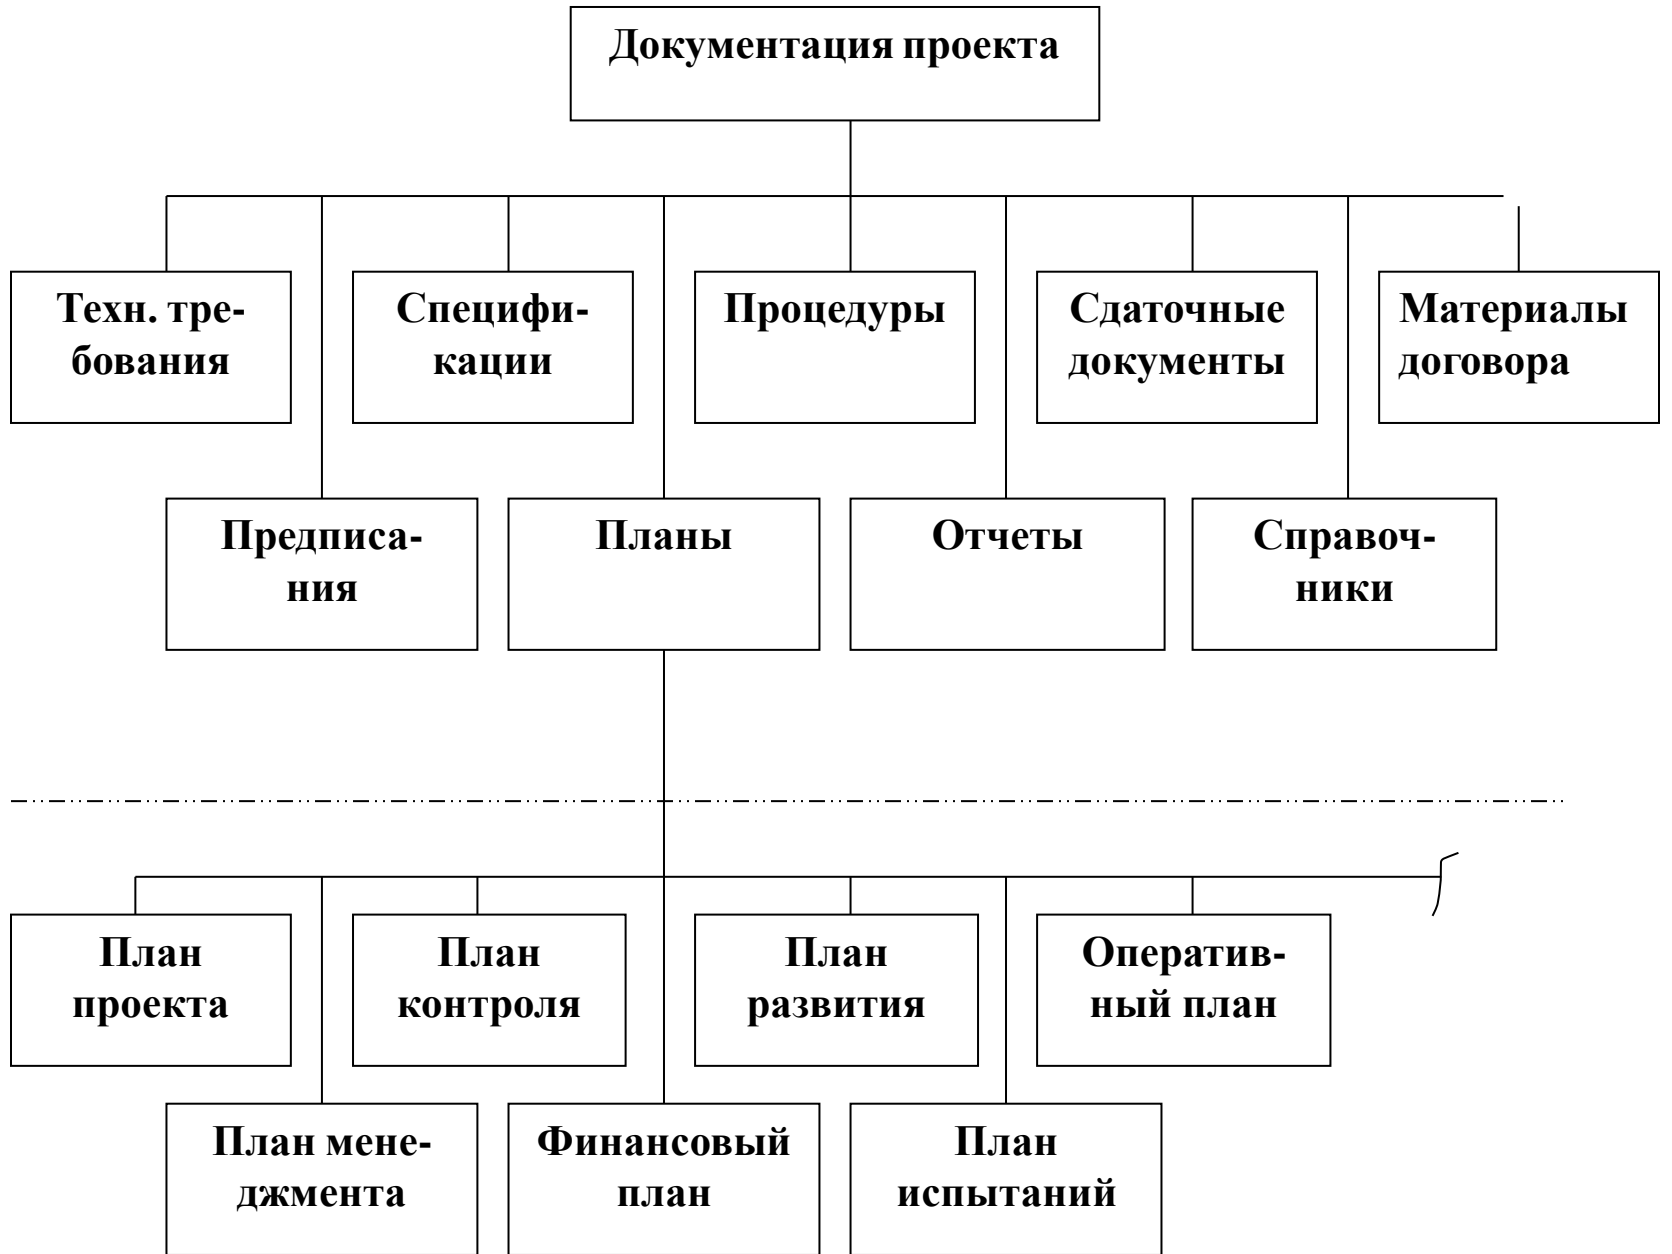 Документация проекта
Техн. тре-
бования
Специфи-
кации
Процедуры
Сдаточные
документы
Материалы
договора
Предписа-
ния
Планы
Отчеты
Справоч-
ники
План
проекта
План
контроля
План
развития
Оператив-
ный план
План мене-
джмента
Финансовый
план
План
испытаний